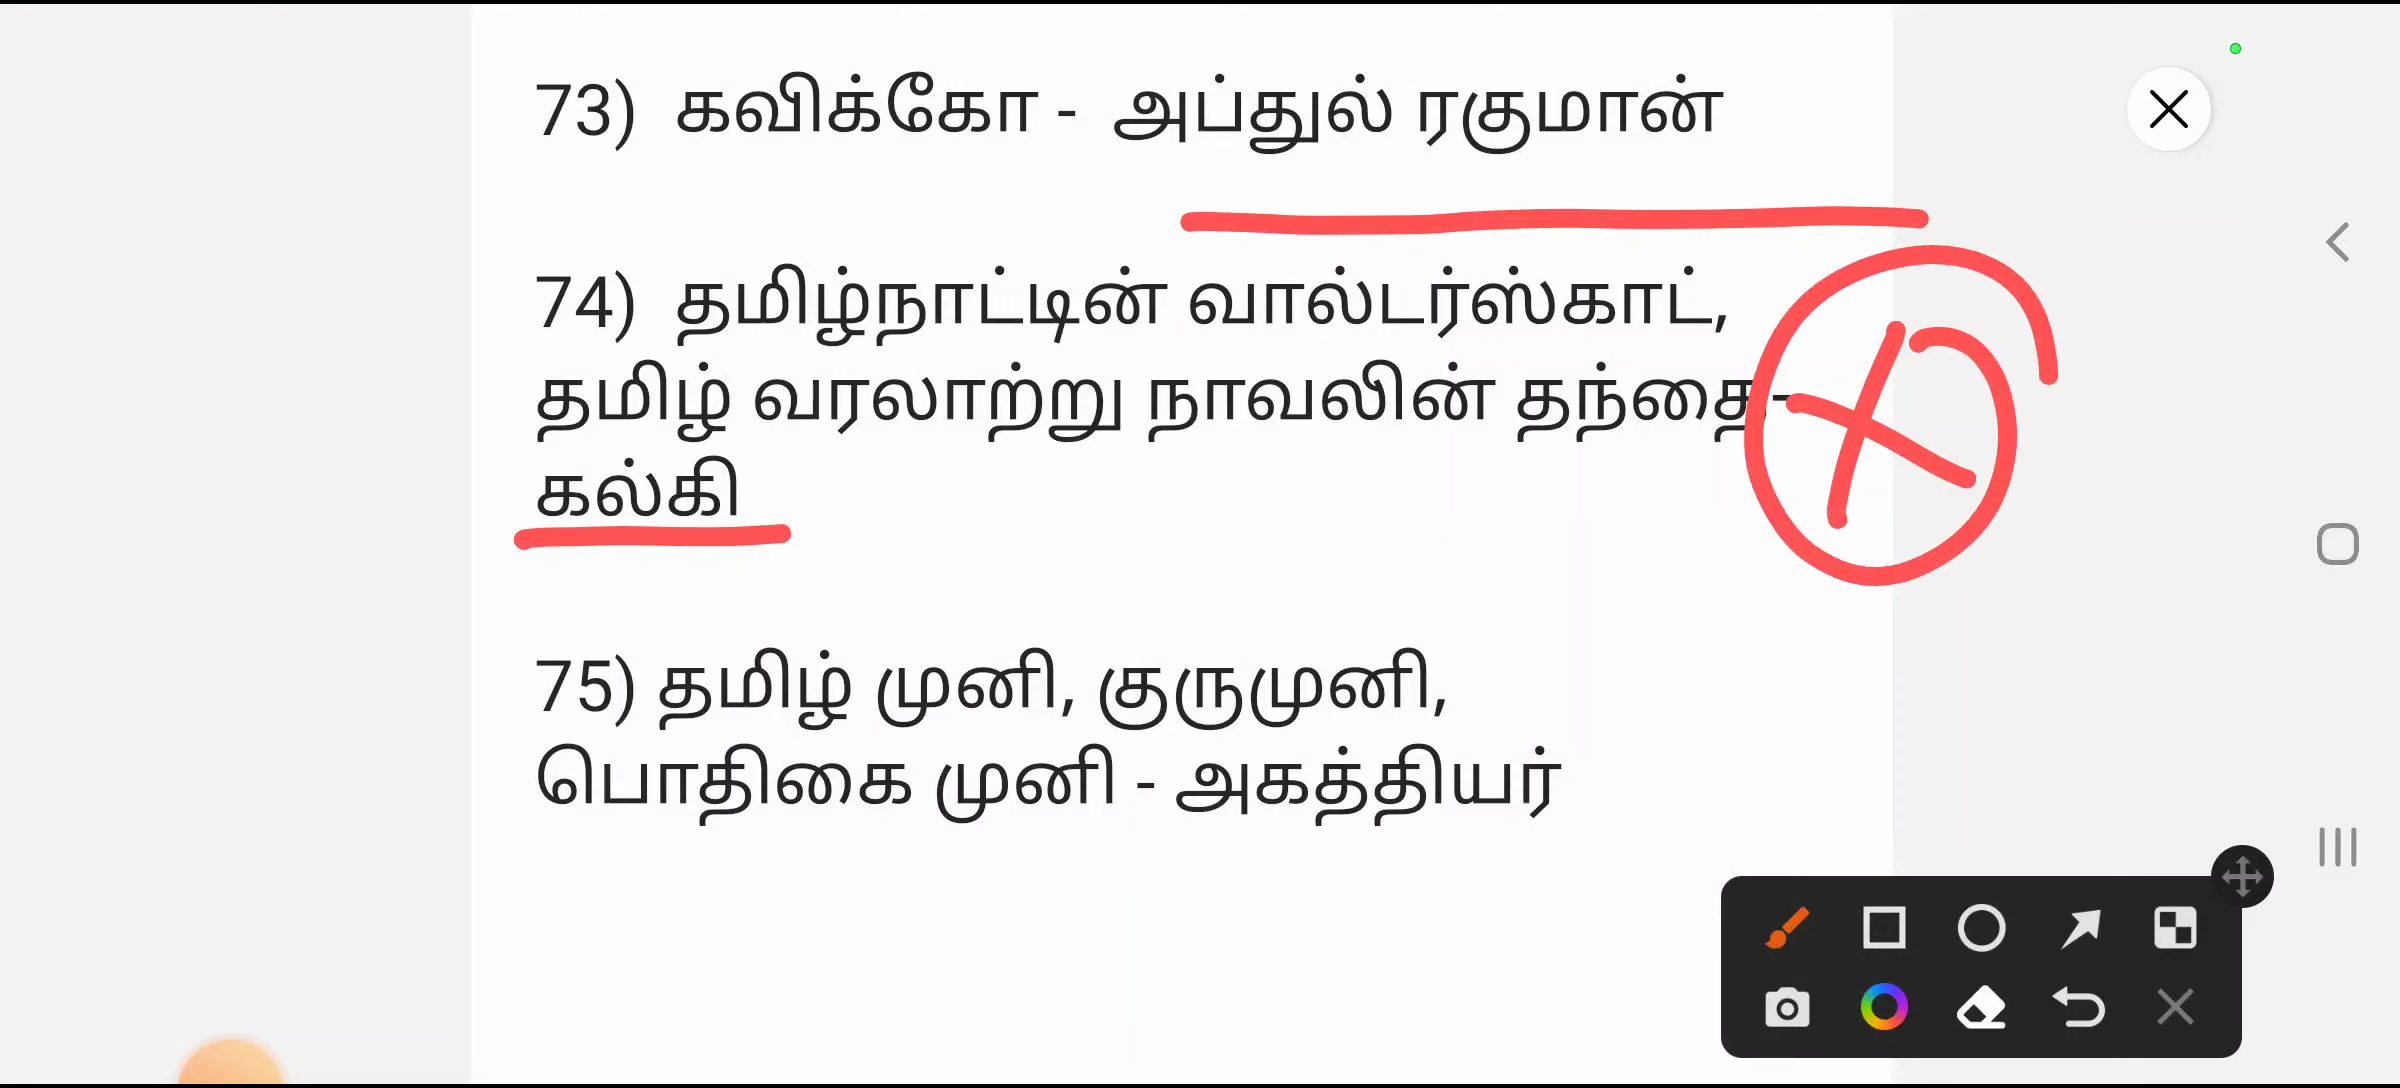 73) கவிக்கோ - அப்துல் ரகுமான்
74) தமிழ்நாட்டின் வால்டர்ஸ்காட்,
தமிழ் வரலாற்று நாவலின் தந்தை-
கல்கி
75) தமிழ் முனி, குருமுனி,
பொதிகை முனி - அகத்தியர்